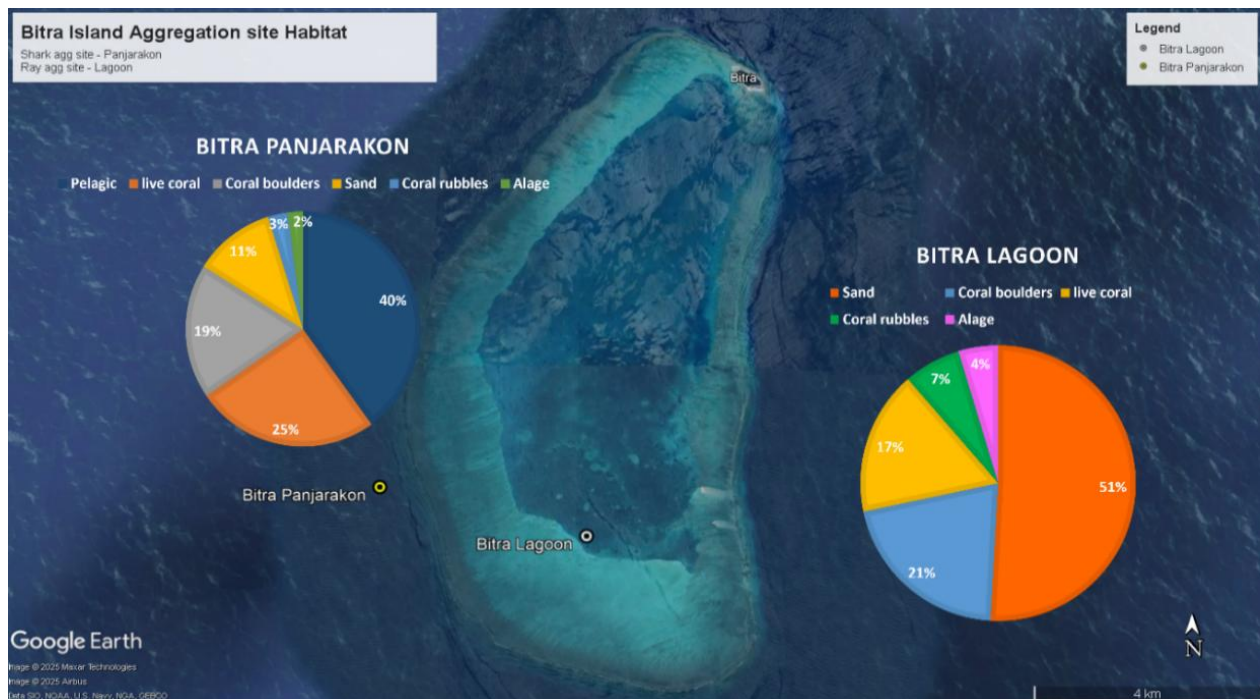 Bitra Island Aggregation site Habitat
Shark agg site - Panjarakon
Ray agg site - Lagoon
Legend
Bitra Lagoon
Bitra Panjarakon
Bitra
BITRA PANJARAKON
Pelagic live coral Coral boulders Sand Coral rubbles Alage
3% 2%
11%
40%
19%
25%
BITRA LAGOON
Sand Coral boulders live coral
Coral rubbles Alage
4%
7%
17%
51%
21%
Bitra Panjarakon
Bitra Lagoon
Google Earth
Image © 2025 Maxar Technologies
Image © 2025 Airbus
Data SIO, NOAA, U.S. Navy, NGA, GEBCO
N
4 km